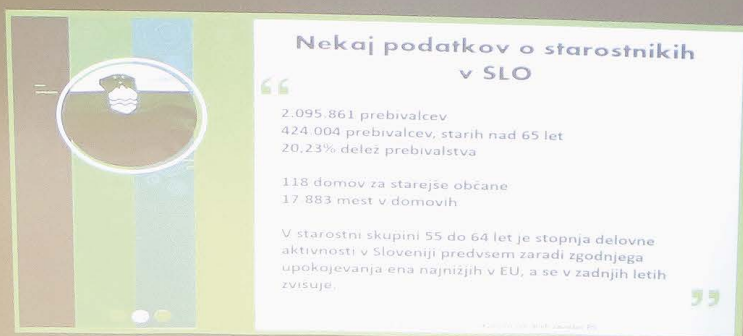 Nekaj podatkov o starostnikih
v SLO
2.095.861 prebivalcev
424.004 prebivalcev, starih nad 65 let
20,23% delež prebivalstva
118 domov za starejše občane
17 883 mest v domovih
V starostni skupini 55 do 64 let je stopnja delovne
aktivnosti v Sloveniji predvsem zaradi zgodnjega
upokojevanja ena najnižjih v EU, a se v zadnjih letih
zvišuje.